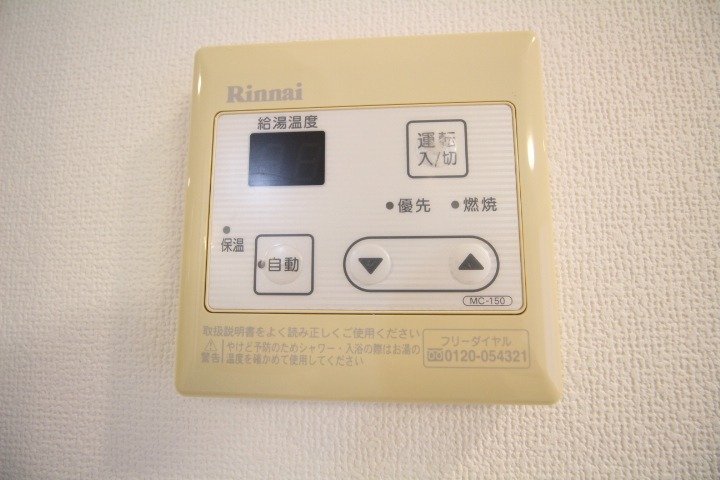 Rinnai
給湯温度
運転
入/切
優先
燃焼
保温
自動
MC-150
取扱説明書をよく読み正しくご使用ください
警告
やけど予防のためシャワー・入浴の際はお湯の
温度を確かめて使用してください
フリーダイヤル
0120-054321